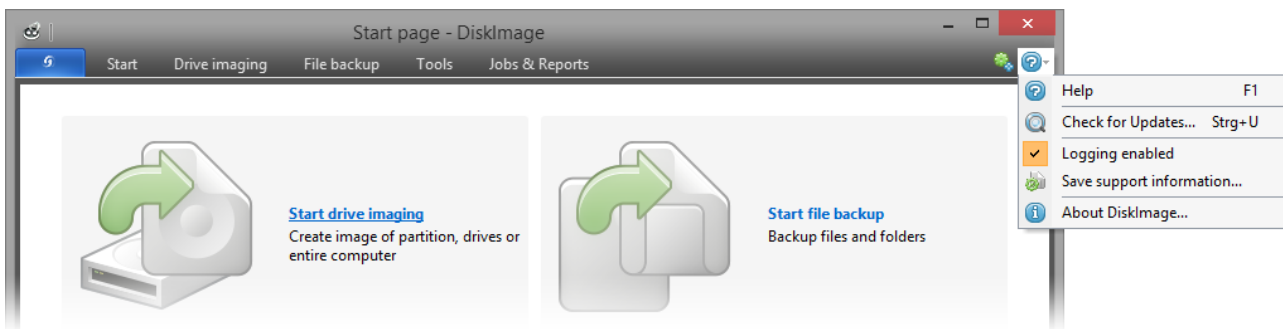 Start page - DiskImage
Start Drive imaging File backup Tools Jobs & Reports
Help F1
Check for Updates... Strg+U
Logging enabled
Save support information...
About DiskImage...
Start drive imaging
Create image of partition, drives or
entire computer
Start file backup
Backup files and folders